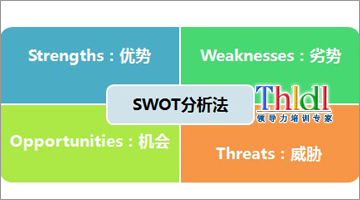 Strengths：优势
Weaknesses：劣势
SWOT分析法
Thldl
领导力培训专家
Opportunities：机会
Threats：威胁